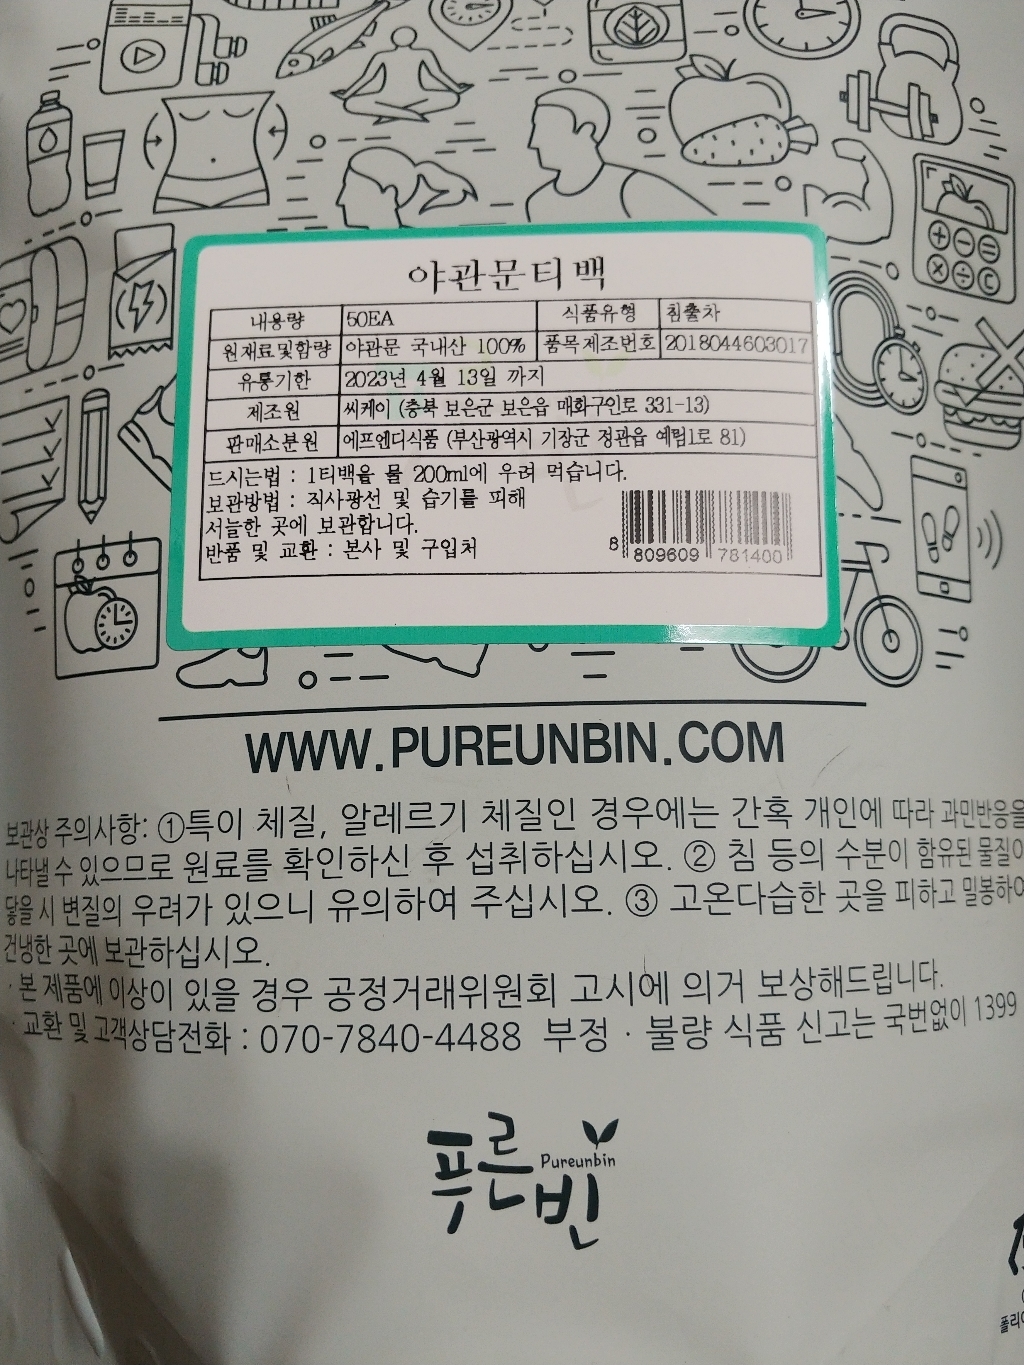 야관문티백
내용량 50EA 식품유형 침출차
원재료및함량 야관문 국내산 100% 품목제조번호 2018044603017
유통기한 2023년 4월 13일 까지
제조원 씨케이 (충북 보은군 보은읍 매화구인로 331-13)
판매소분원 에프엔디식품 (부산광역시 기장군 정관읍 예림1로 81)
드시는법 : 1티백을 물 200ml에 우려 먹습니다.
보관방법 : 직사광선 및 습기를 피해
서늘한 곳에 보관합니다.
반품 및 교환 : 본사 및 구입처
8 809609 781400
WWW.PUREUNBIN.COM
보관상 주의사항: ①특이 체질, 알레르기 체질인 경우에는 간혹 개인에 따라 과민반응을
나타낼 수 있으므로 원료를 확인하신 후 섭취하십시오. ② 침 등의 수분이 함유된 물질이
닿을 시 변질의 우려가 있으니 유의하여 주십시오. ③ 고온다습한 곳을 피하고 밀봉하여
건냉한 곳에 보관하십시오.
· 본 제품에 이상이 있을 경우 공정거래위원회 고시에 의거 보상해드립니다.
· 교환 및 고객상담전화 : 070-7840-4488 부정 · 불량 식품 신고는 국번없이 1399
푸른빈
Pureunbin